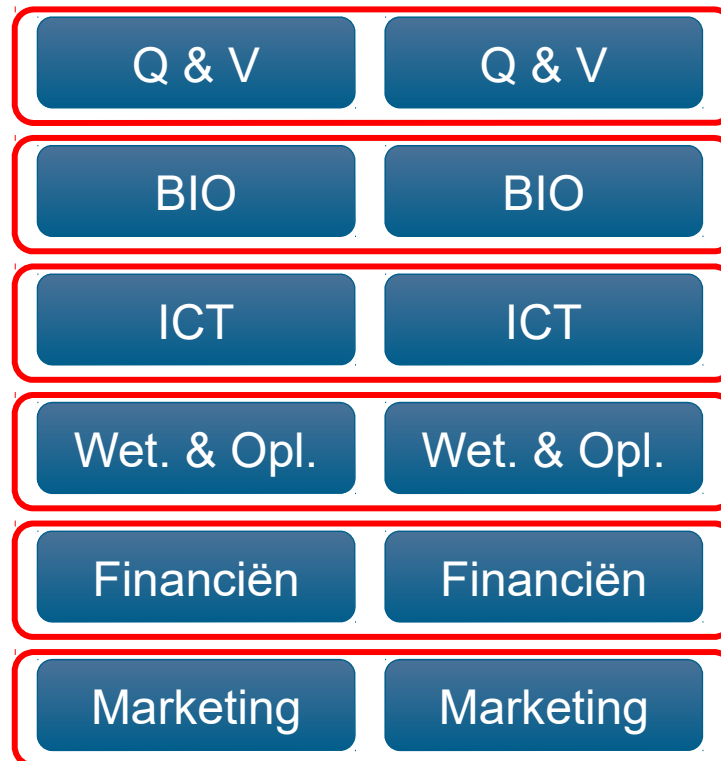 Q & V Q & V
BIO BIO
ICT ICT
Wet. & Opl. Wet. & Opl.
Financiën Financiën
Marketing Marketing